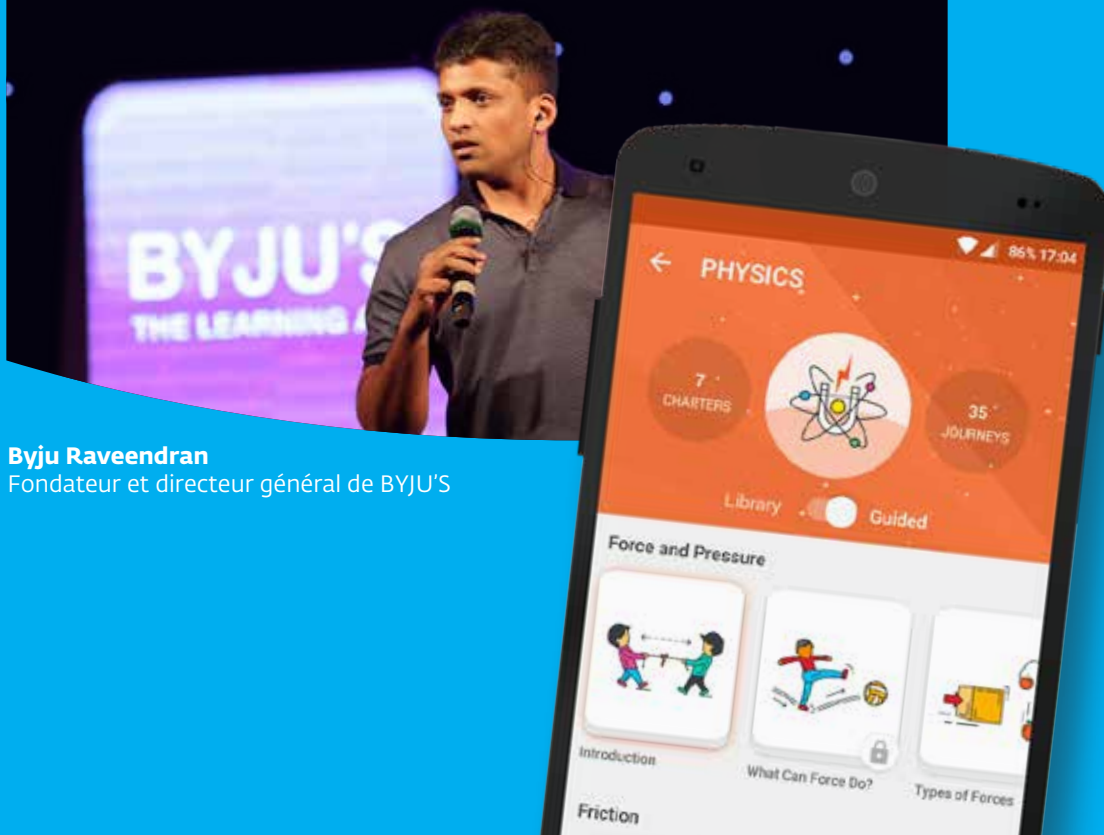 BYJU'S
THE LEARNING A
Byju Raveendran
Fondateur et directeur général de BYJU'S
86% 17:04
PHYSICS
7
CHARTERS
35
JOURNEYS
Library Guided
Force and Pressure
Introduction
What Can Force Do?
Types of Forces
Friction